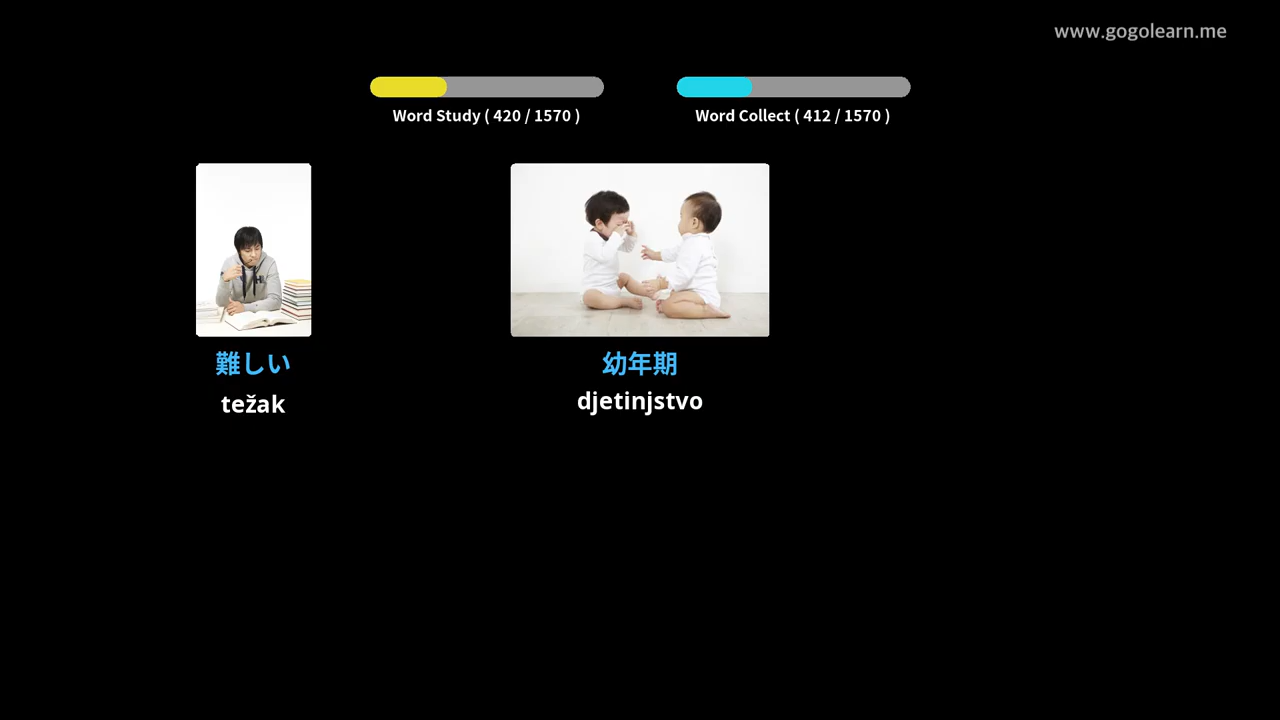 www.gogolearn.me
Word Study ( 420 / 1570 )
Word Collect ( 412 / 1570 )
難しい
težak
幼年期
djetinjstvo